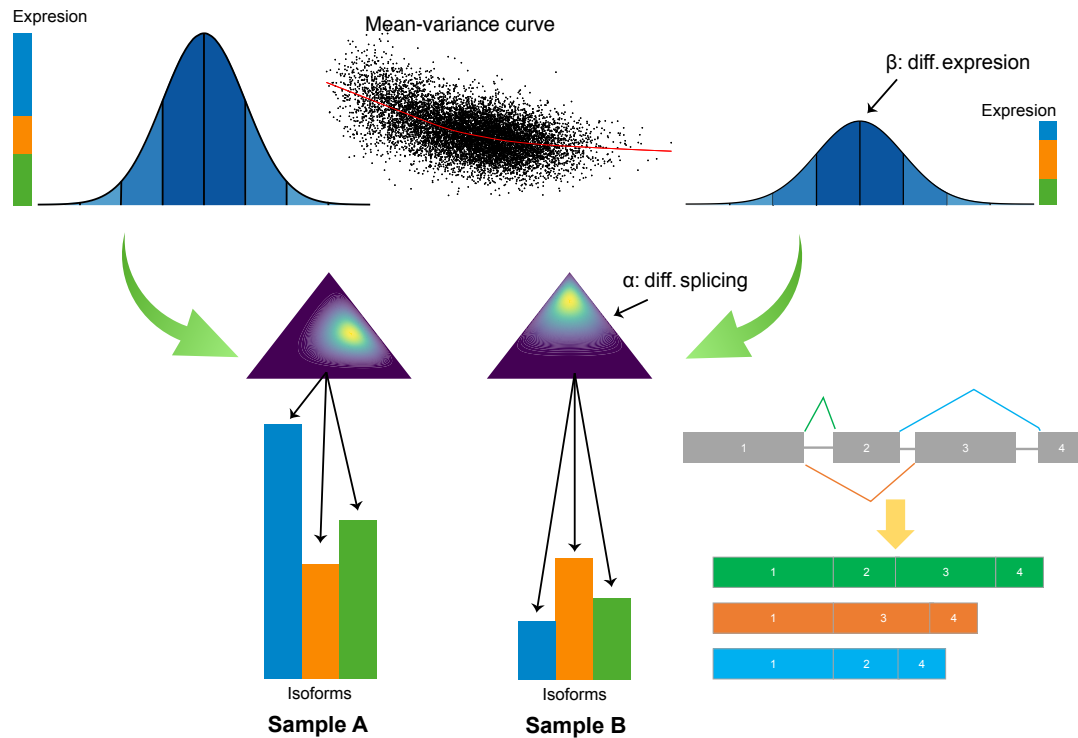 Expresion
Mean-variance curve
β: diff. expresion
Expresion
α: diff. splicing
1
2
3
4
1
2
3
4
1
3
4
1
2
4
Isoforms
Isoforms
Sample A
Sample B